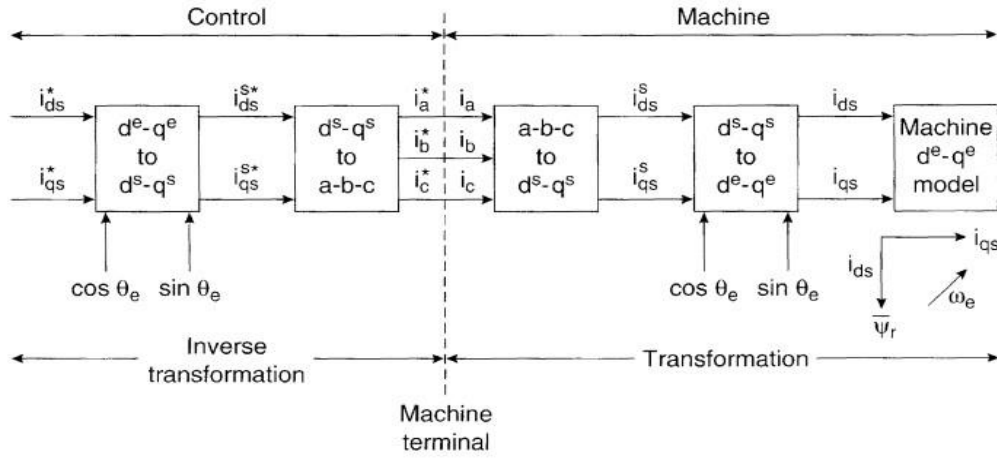 Control
Machine
i*ds
i*qs
dᵉ-qᵉ
to
dˢ-qˢ
cos θe
sin θe
iˢ*ds
iˢ*qs
dˢ-qˢ
to
a-b-c
i*a
i*b
i*c
ia
ib
ic
a-b-c
to
dˢ-qˢ
iˢds
iˢqs
dˢ-qˢ
to
dᵉ-qᵉ
cos θe
sin θe
ids
iqs
Machine
dᵉ-qᵉ
model
iqs
ids
ωe
ψ̅r
Inverse
transformation
Transformation
Machine
terminal